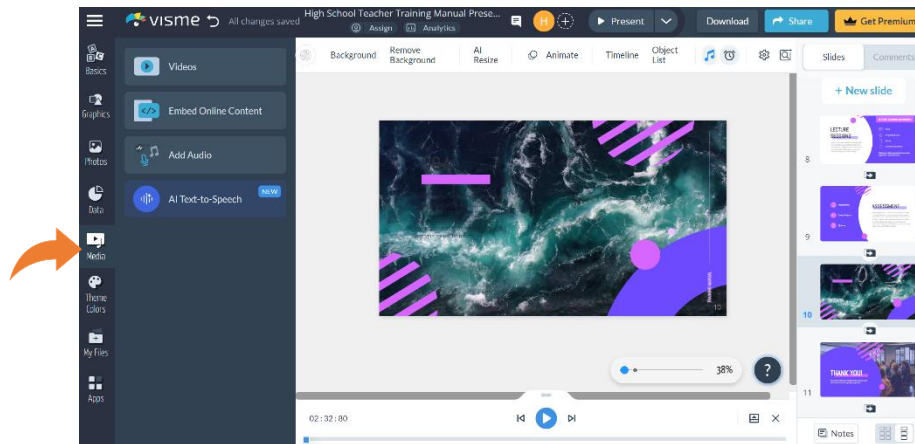 visme
All changes saved
High School Teacher Training Manual Prese...
Assign
Analytics
H
Present
Download
Share
Get Premium
Basics
Graphics
Photos
Data
Media
Theme
Colors
My Files
Apps
Videos
Embed Online Content
Add Audio
AI Text-to-Speech
NEW
Background
Remove
Background
AI
Resize
Animate
Timeline
Object
List
10
38%
?
02:32:80
Slides
Comments
+ New slide
8
LECTURE
SESSIONS
9
ASSESSMENT
10
11
THANK YOU!
Notes